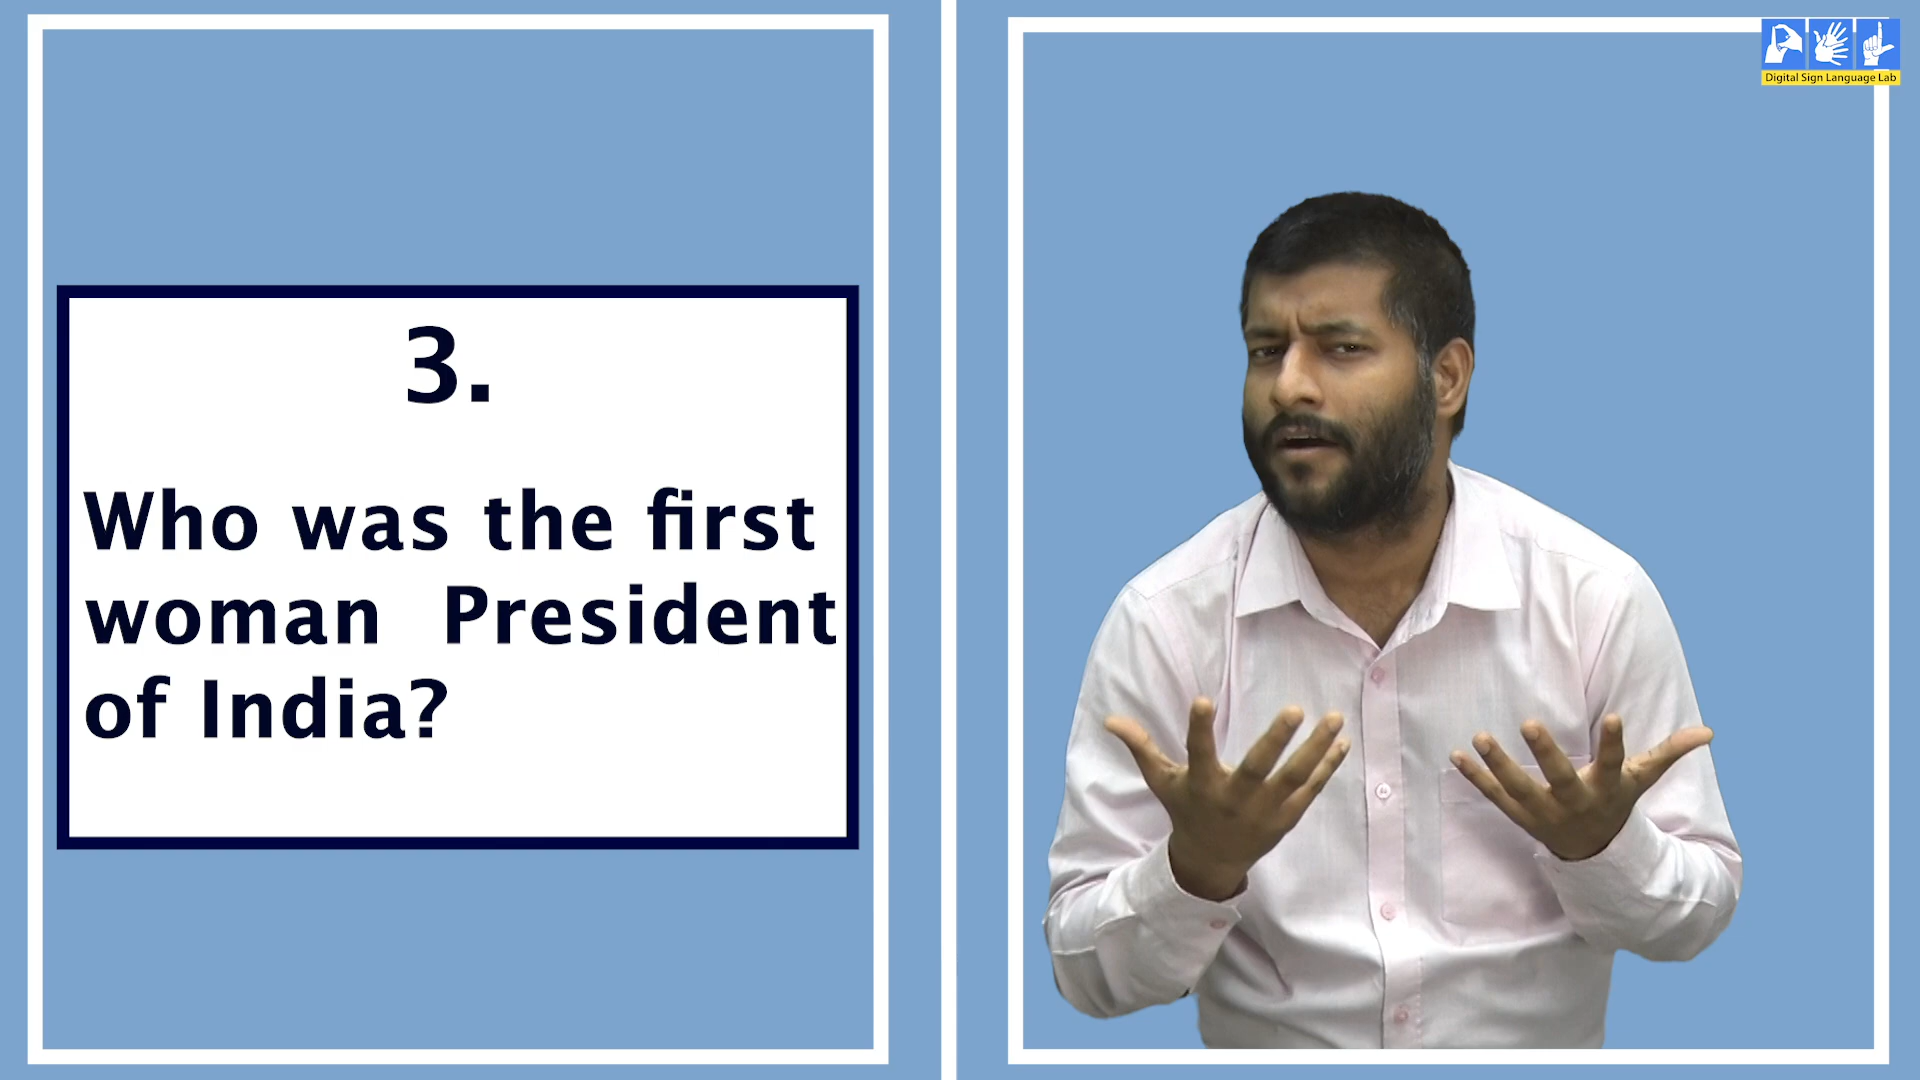 3.
Who was the first
woman President
of India?
Digital Sign Language Lab